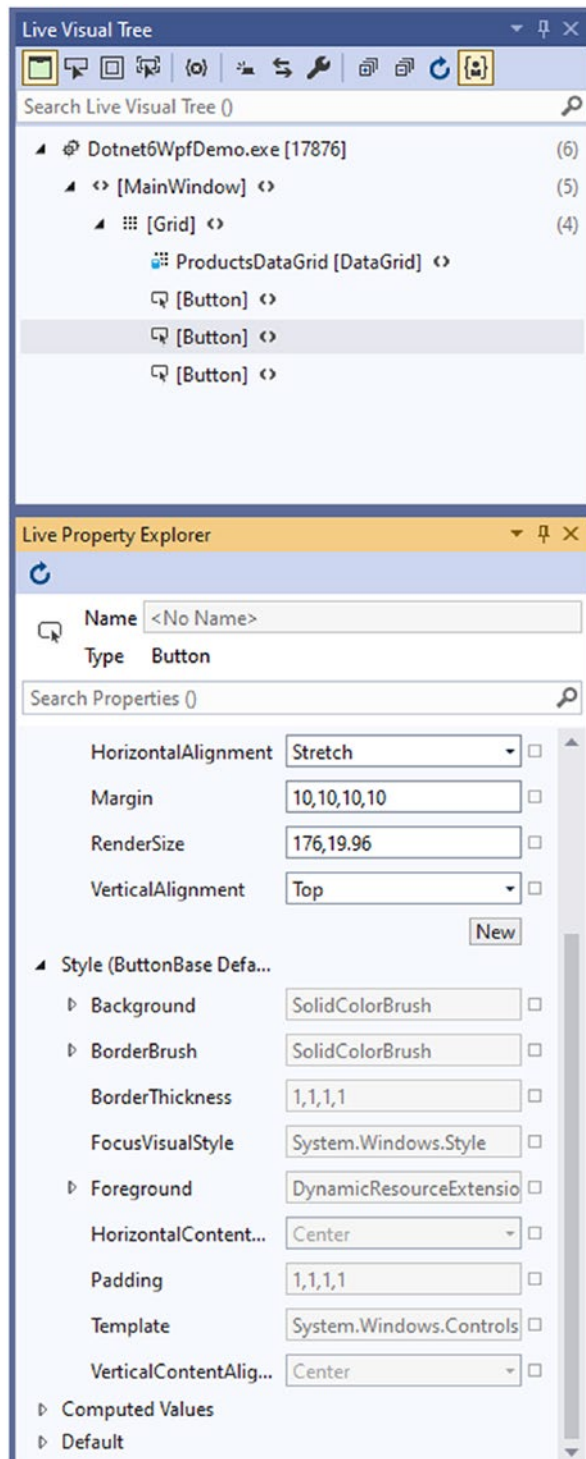 Live Visual Tree
Search Live Visual Tree ()
Dotnet6WpfDemo.exe [17876] (6)
[MainWindow] (5)
[Grid] (4)
ProductsDataGrid [DataGrid]
[Button]
[Button]
[Button]
Live Property Explorer
Name <No Name>
Type Button
Search Properties ()
HorizontalAlignment Stretch
Margin 10,10,10,10
RenderSize 176,19.96
VerticalAlignment Top
New
Style (ButtonBase Defa...
Background SolidColorBrush
BorderBrush SolidColorBrush
BorderThickness 1,1,1,1
FocusVisualStyle System.Windows.Style
Foreground DynamicResourceExtensio
HorizontalContent... Center
Padding 1,1,1,1
Template System.Windows.Controls
VerticalContentAlig... Center
Computed Values
Default